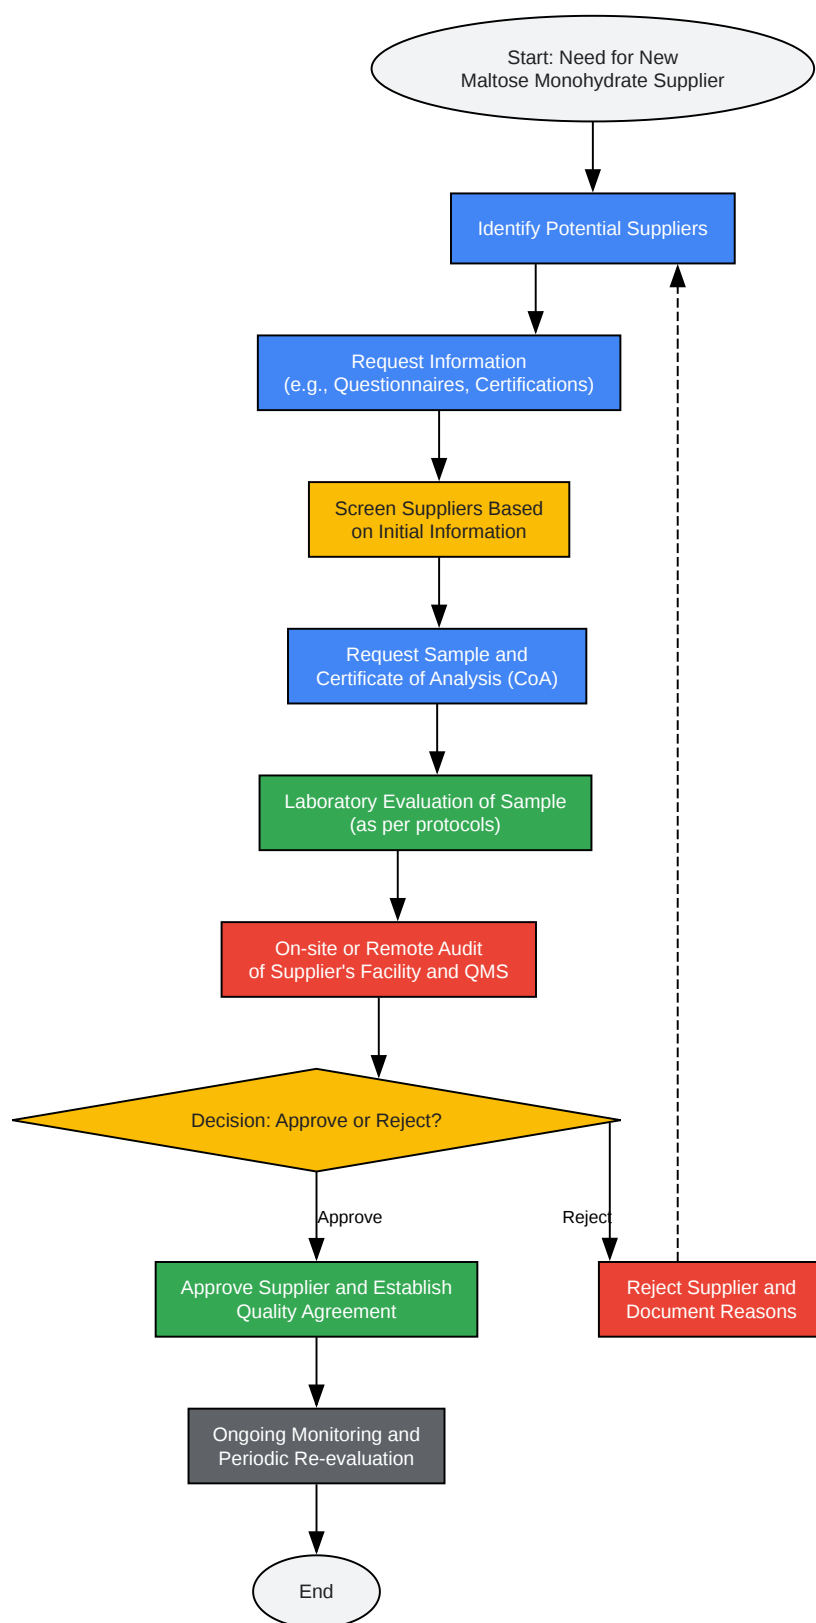 Start: Need for New
Maltose Monohydrate Supplier
Identify Potential Suppliers
Request Information
(e.g., Questionnaires, Certifications)
Screen Suppliers Based
on Initial Information
Request Sample and
Certificate of Analysis (CoA)
Laboratory Evaluation of Sample
(as per protocols)
On-site or Remote Audit
of Supplier's Facility and QMS
Decision: Approve or Reject?
Approve
Reject
Approve Supplier and Establish
Quality Agreement
Reject Supplier and
Document Reasons
Ongoing Monitoring and
Periodic Re-evaluation
End